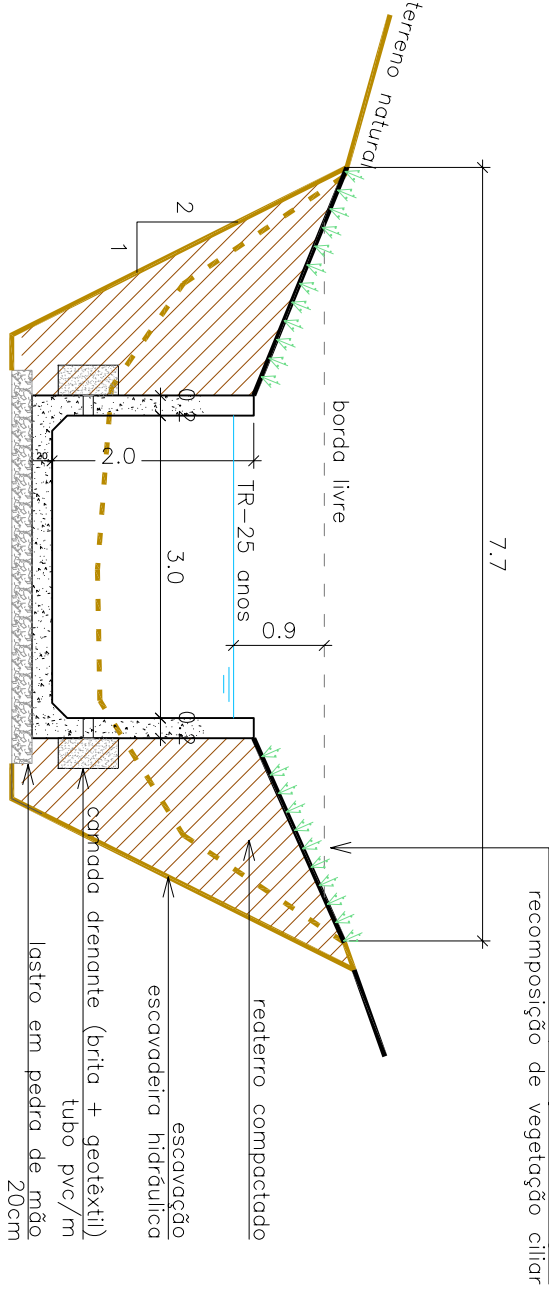 terreno natural
7.7
recomposição de vegetação ciliar
borda livre
0.9
TR-25 anos
2
1
2.0
3.0
0.2
0.2
20
reaterro compactado
escavação
escavadeira hidráulica
camada drenante (brita + geotêxtil)
tubo pvc/m
lastro em pedra de mão
20cm